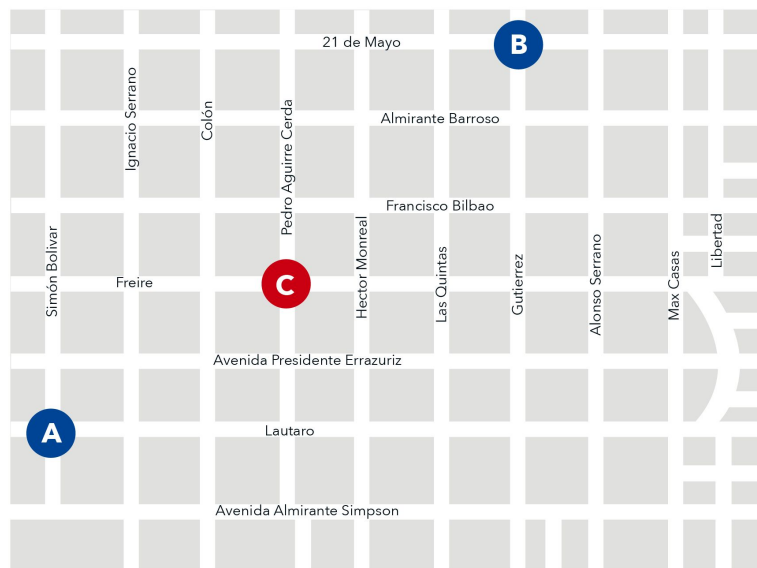 21 de Mayo
B
Ignacio Serrano
Colón
Pedro Aguirre Cerda
Almirante Barroso
Francisco Bilbao
Simón Bolivar
Freire
C
Hector Monreal
Las Quintas
Gutierrez
Alonso Serrano
Max Casas
Libertad
Avenida Presidente Errazuriz
A
Lautaro
Avenida Almirante Simpson